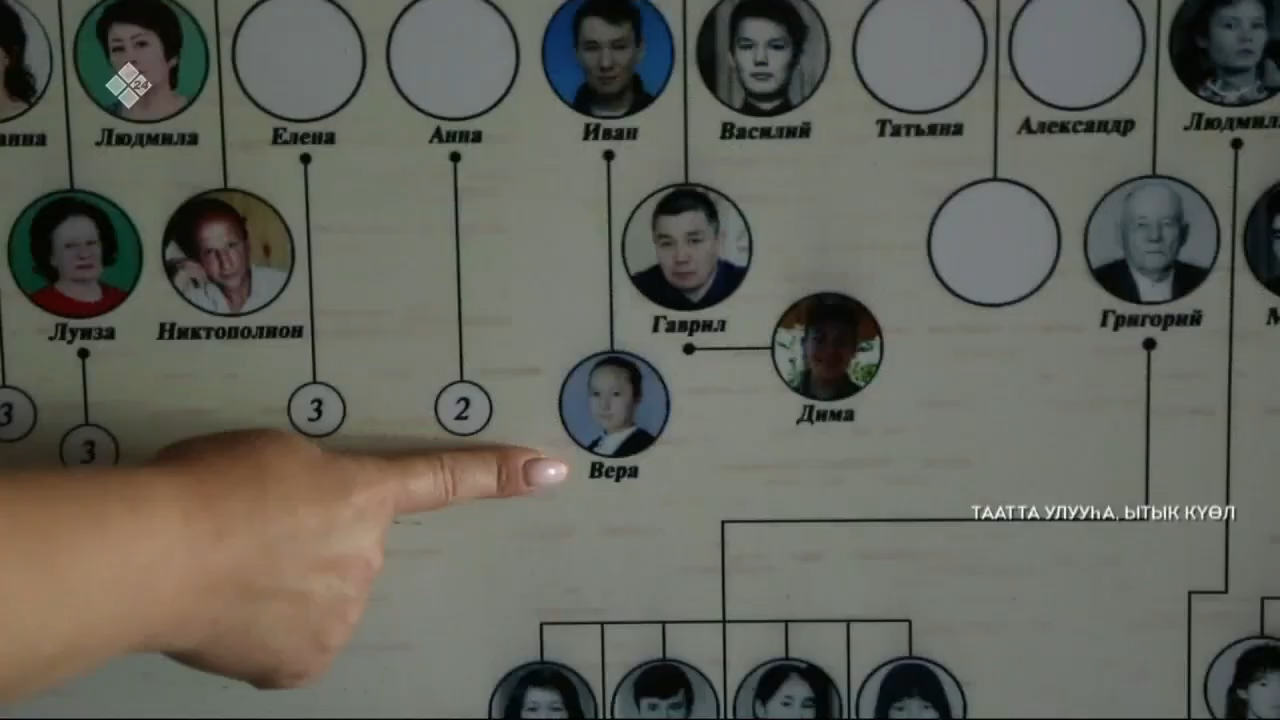 24
Людмила Елена Анна Иван Василий Татьяна Александр
Луиза Никтополион Гаврил Григорий
3 3 2 Дима
3 Вера
ТААТТА УЛУУҺА, ЫТЫК КҮӨЛ